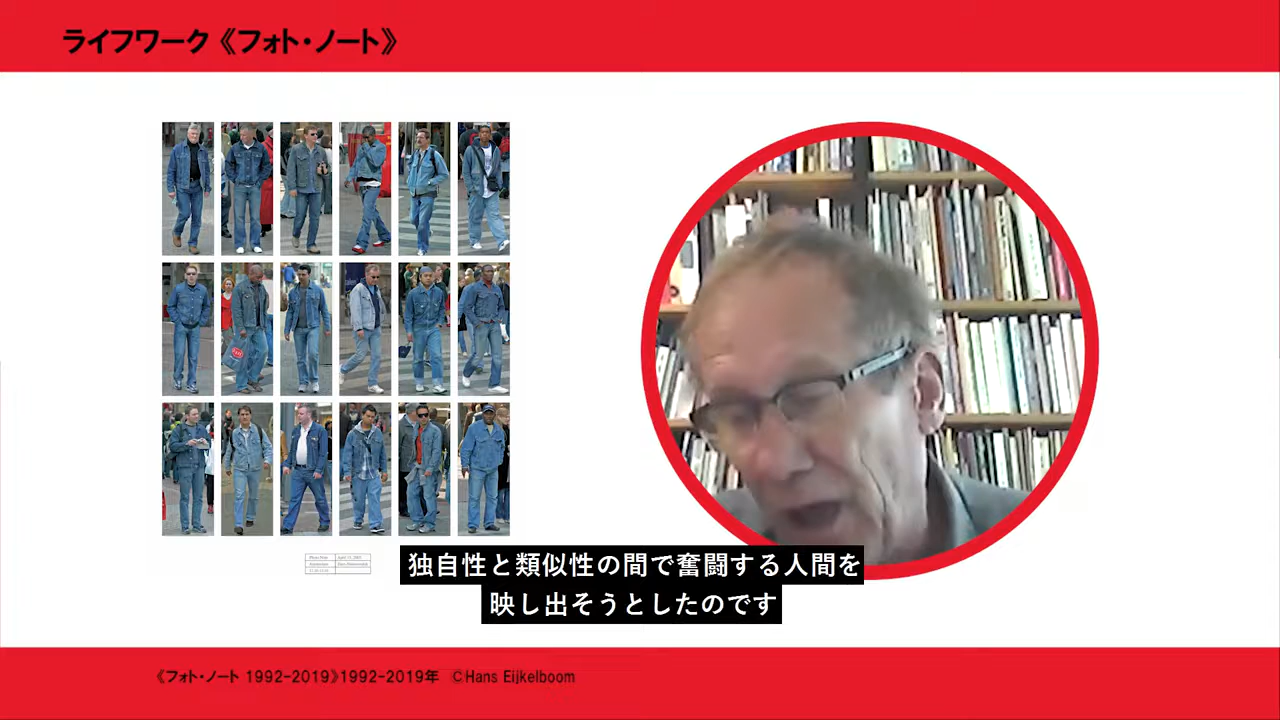 ライフワーク《フォト・ノート》
独自性と類似性の間で奮闘する人間を
映し出そうとしたのです
《フォト・ノート 1992-2019》1992-2019年 ©Hans Eijkelboom